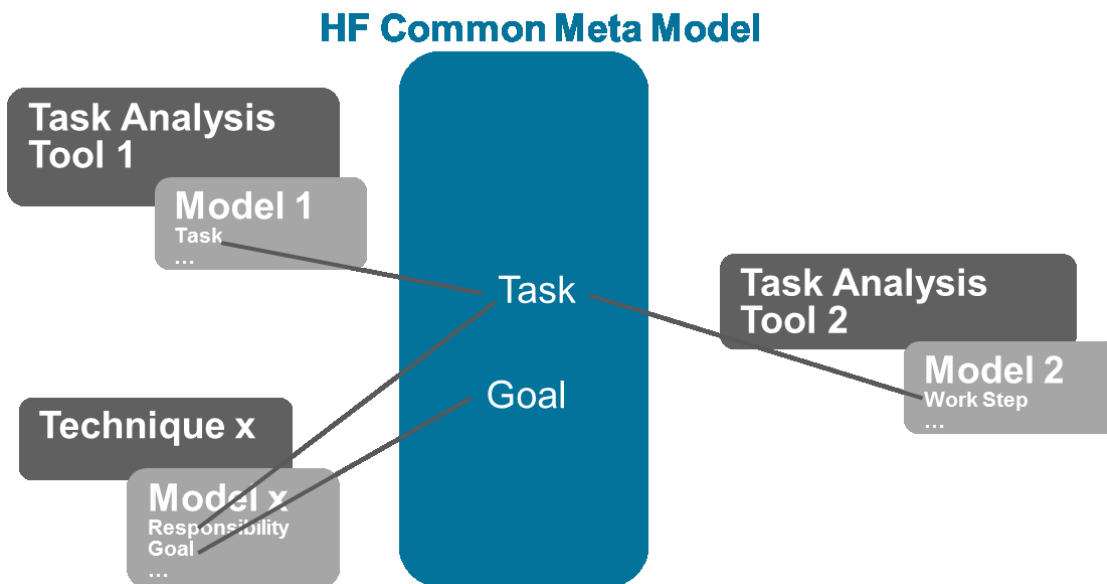 HF Common Meta Model
Task Analysis
Tool 1
Model 1
Task
...
Task
Goal
Task Analysis
Tool 2
Model 2
Work Step
...
Technique x
Model x
Responsibility
Goal
...